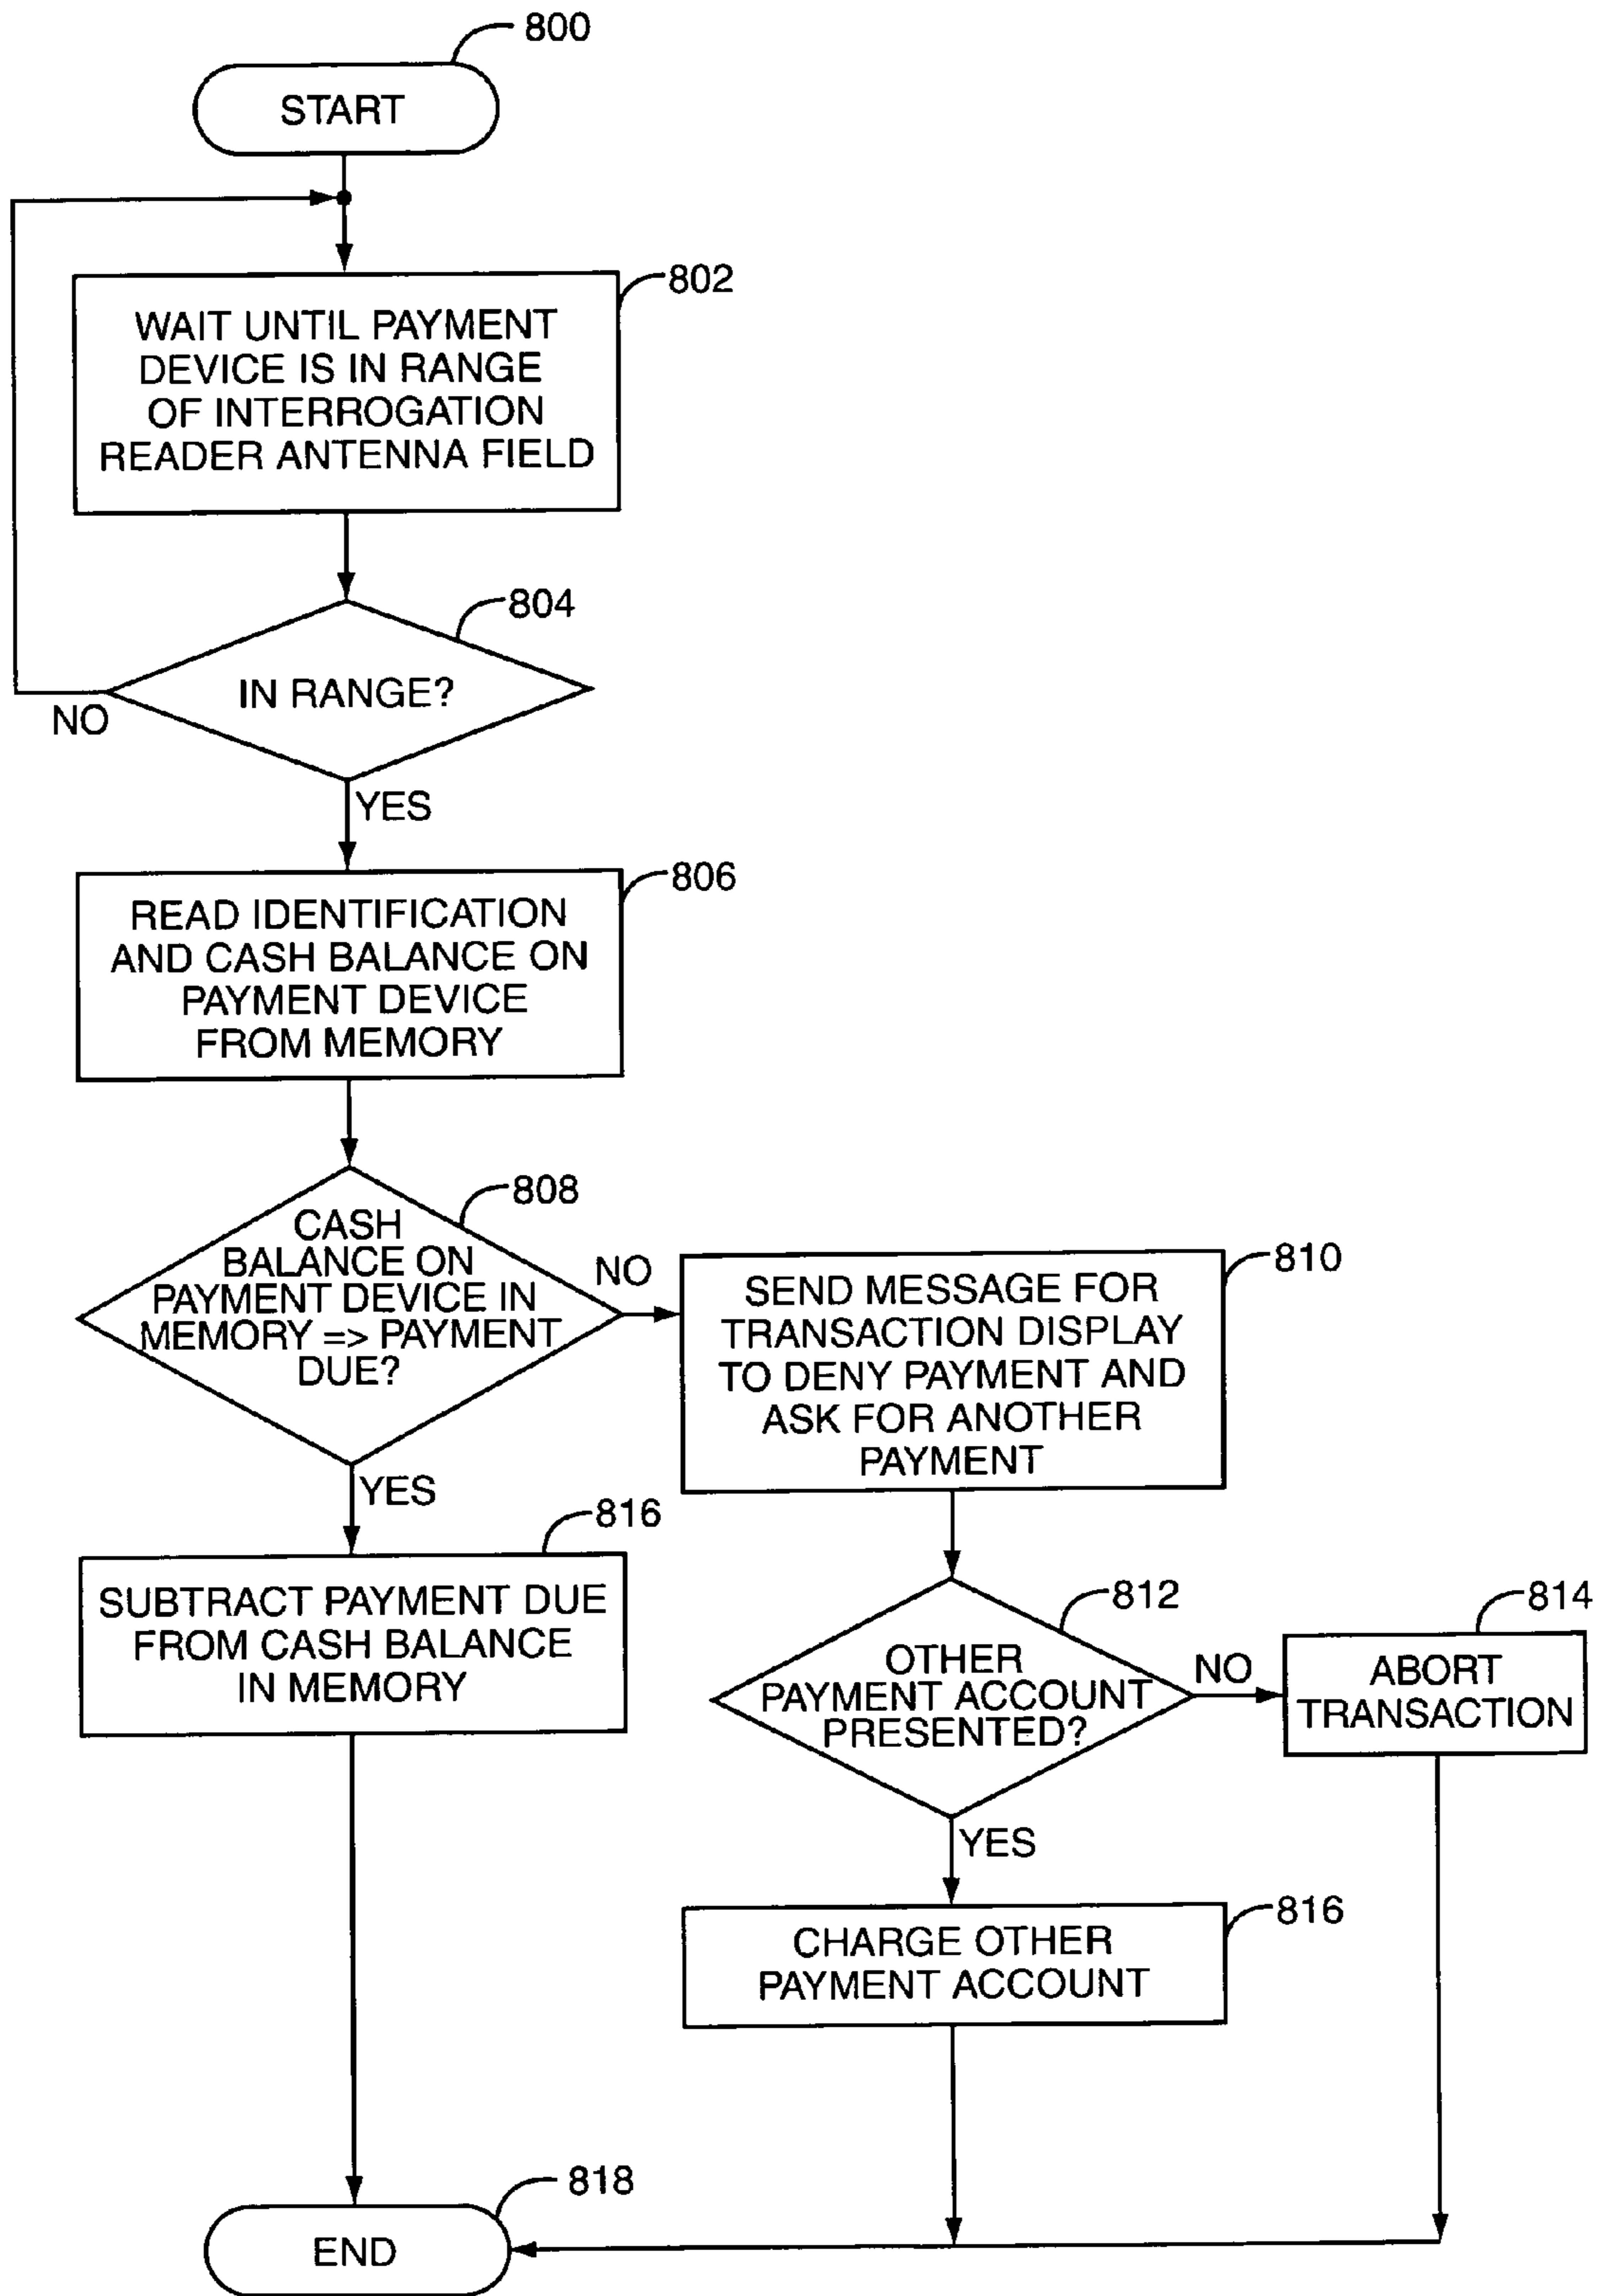 800
START
802
WAIT UNTIL PAYMENT
DEVICE IS IN RANGE
OF INTERROGATION
READER ANTENNA FIELD
804
IN RANGE?
NO
YES
806
READ IDENTIFICATION
AND CASH BALANCE ON
PAYMENT DEVICE
FROM MEMORY
808
CASH
BALANCE ON
PAYMENT DEVICE IN
MEMORY => PAYMENT
DUE?
NO
810
SEND MESSAGE FOR
TRANSACTION DISPLAY
TO DENY PAYMENT AND
ASK FOR ANOTHER
PAYMENT
YES
816
SUBTRACT PAYMENT DUE
FROM CASH BALANCE
IN MEMORY
812
OTHER
PAYMENT ACCOUNT
PRESENTED?
NO
814
ABORT
TRANSACTION
YES
816
CHARGE OTHER
PAYMENT ACCOUNT
818
END